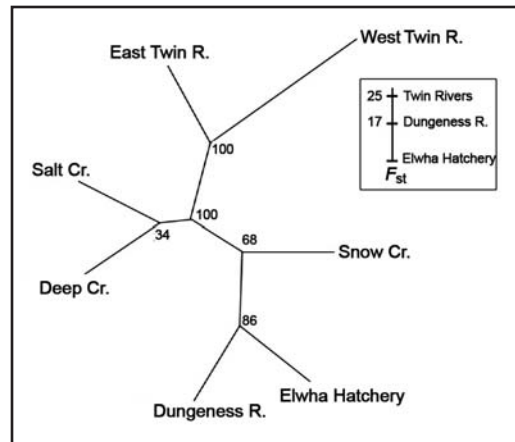 West Twin R.
East Twin R.
25 Twin Rivers
17 Dungeness R.
Elwha Hatchery
Fst
100
Salt Cr.
100
34
68
Snow Cr.
Deep Cr.
86
Elwha Hatchery
Dungeness R.